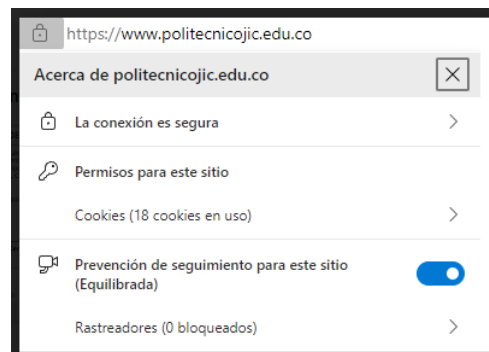 https://www.politecnicojic.edu.co
Acerca de politecnicojic.edu.co
La conexión es segura
Permisos para este sitio
Cookies (18 cookies en uso)
Prevención de seguimiento para este sitio
(Equilibrada)
Rastreadores (0 bloqueados)